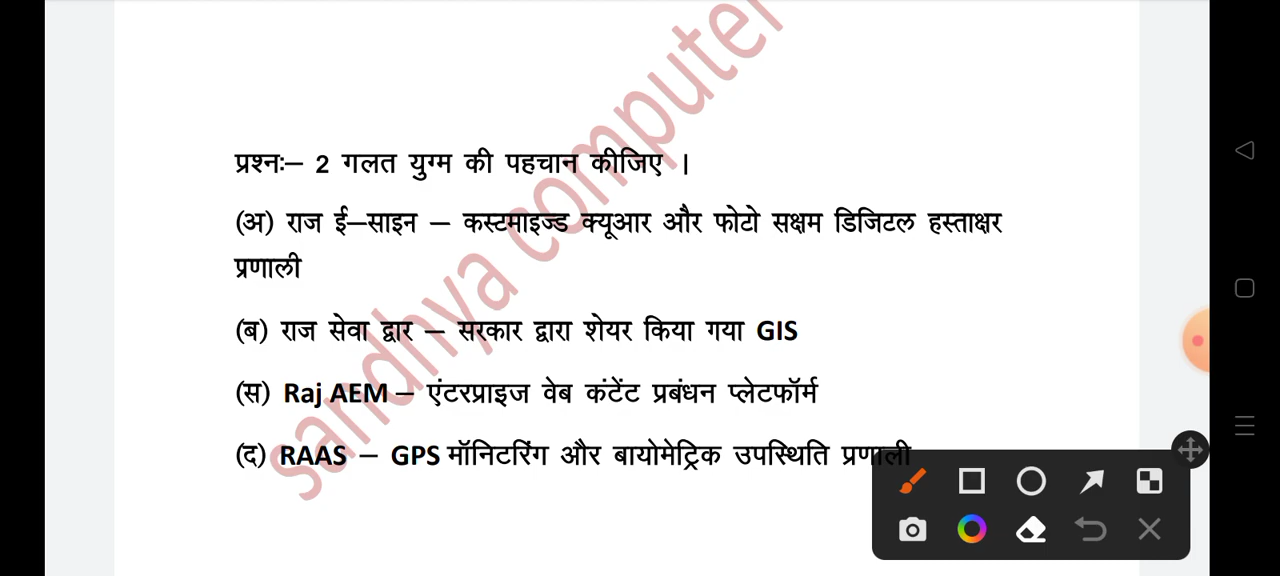 प्रश्नः– 2 गलत युग्म की पहचान कीजिए ।
(अ) राज ई–साइन – कस्टमाइज्ड क्यूआर और फोटो सक्षम डिजिटल हस्ताक्षर
प्रणाली
(ब) राज सेवा द्वार – सरकार द्वारा शेयर किया गया GIS
(स) Raj AEM – एंटरप्राइज वेब कंटेंट प्रबंधन प्लेटफॉर्म
(द) RAAS – GPS मॉनिटरिंग और बायोमेट्रिक उपस्थिति प्रणाली
sandhya computer